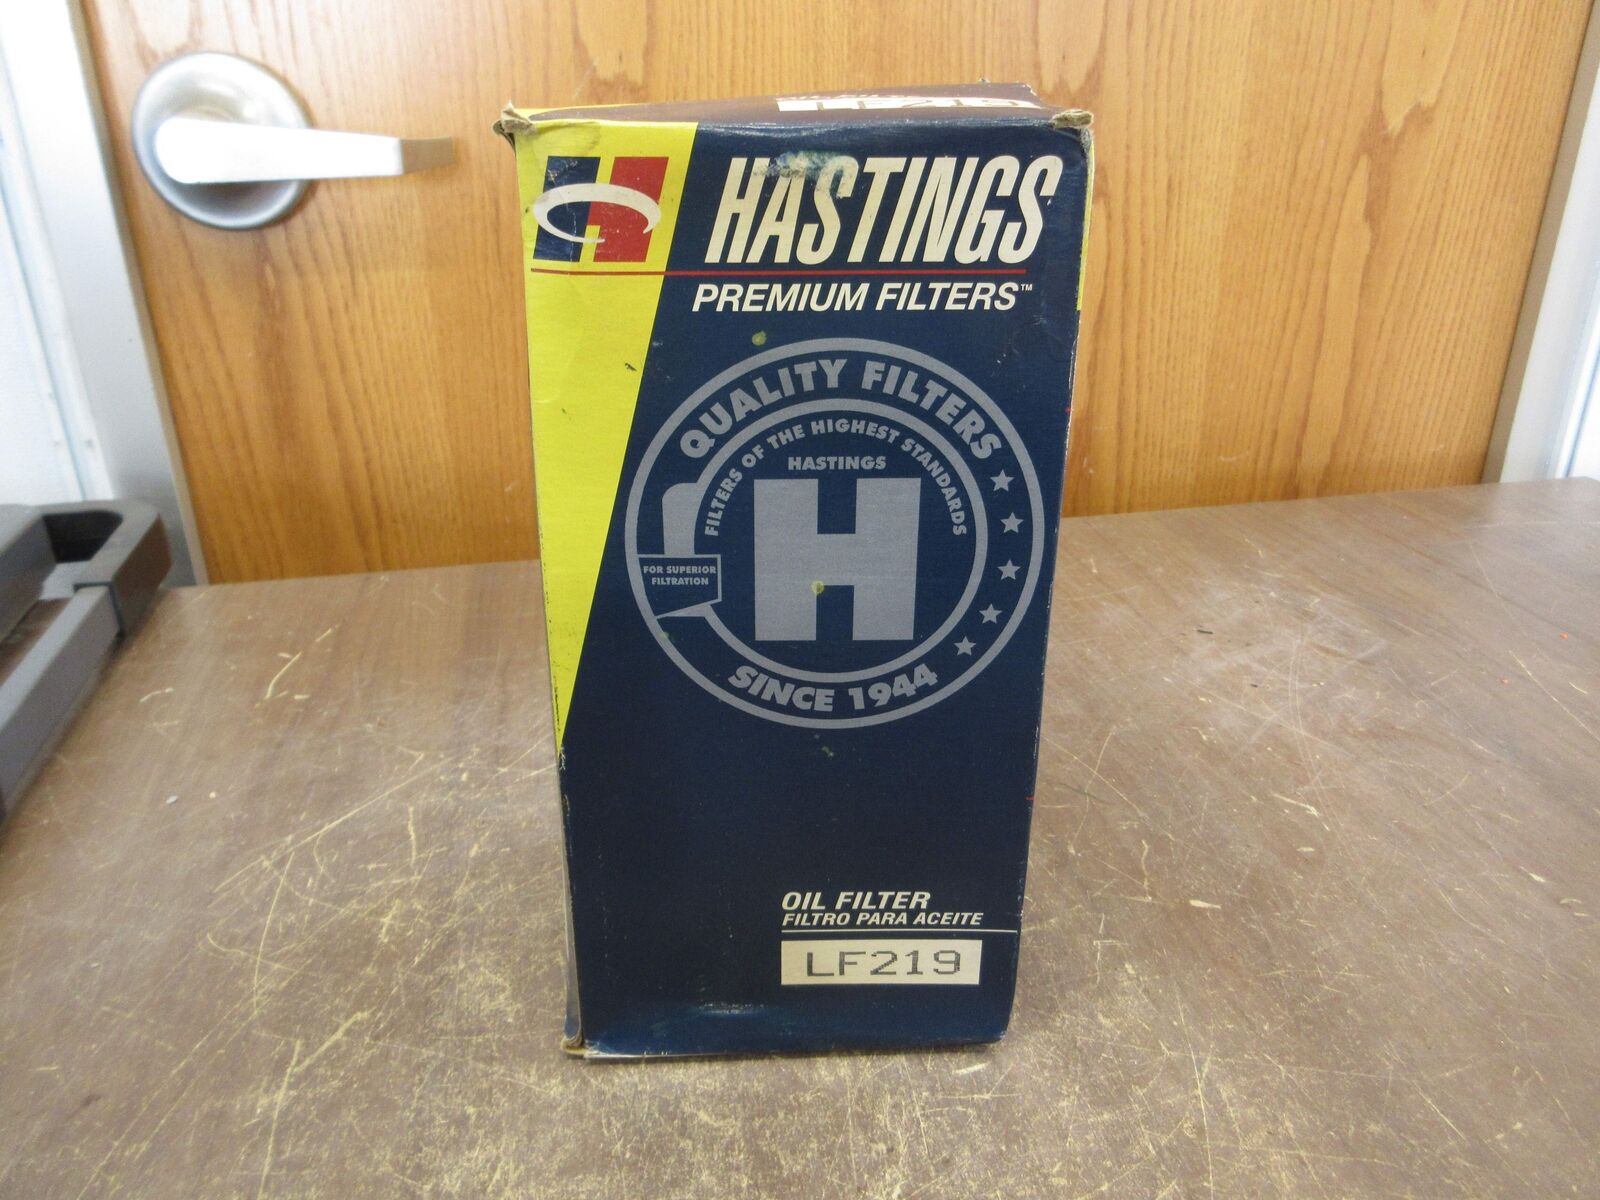 LF219
H
HASTINGS
PREMIUM FILTERS™
QUALITY FILTERS
FILTERS OF THE HIGHEST STANDARDS
HASTINGS
H
FOR SUPERIOR
FILTRATION
SINCE 1944
OIL FILTER
FILTRO PARA ACEITE
LF219